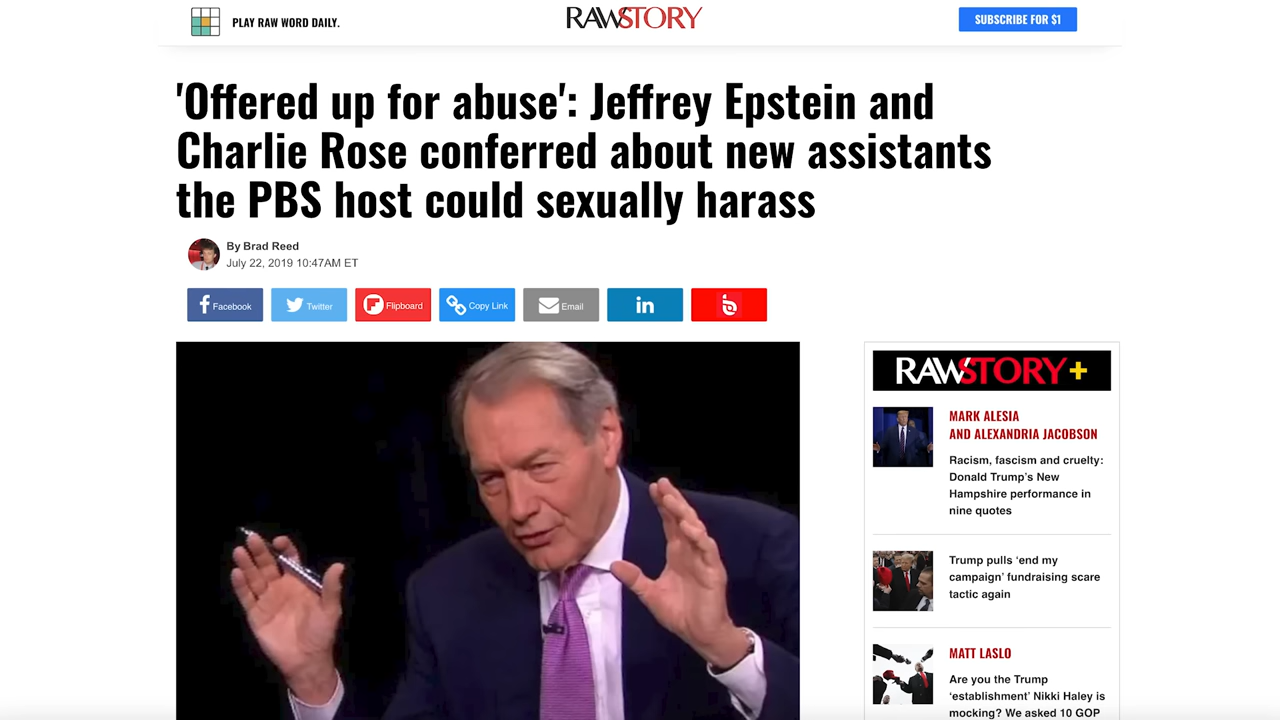 PLAY RAW WORD DAILY.
RAWSTORY
SUBSCRIBE FOR $1
'Offered up for abuse': Jeffrey Epstein and
Charlie Rose conferred about new assistants
the PBS host could sexually harass
By Brad Reed
July 22, 2019 10:47AM ET
Facebook
Twitter
Flipboard
Copy Link
Email
in
RAWSTORY+
MARK ALESIA
AND ALEXANDRIA JACOBSON
Racism, fascism and cruelty:
Donald Trump's New
Hampshire performance in
nine quotes
Trump pulls 'end my
campaign' fundraising scare
tactic again
MATT LASLO
Are you the Trump
'establishment' Nikki Haley is
mocking? We asked 10 GOP